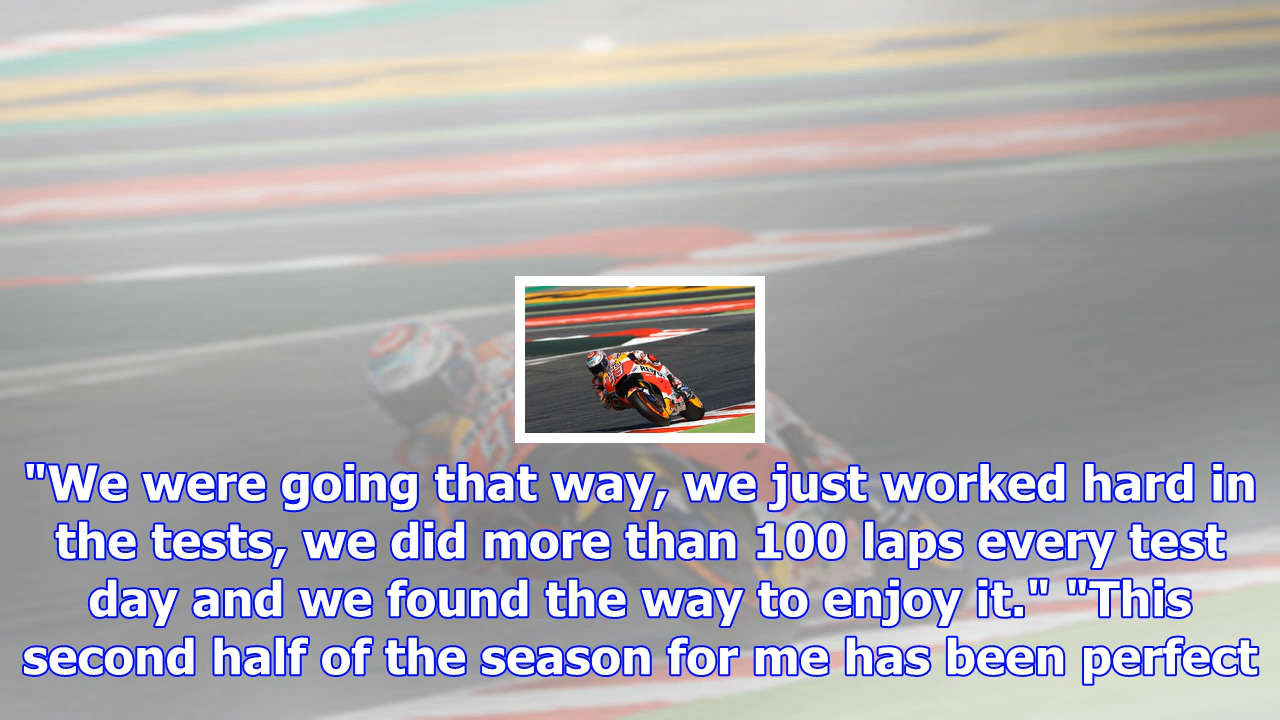 "We were going that way, we just worked hard in
the tests, we did more than 100 laps every test
day and we found the way to enjoy it." "This
second half of the season for me has been perfect